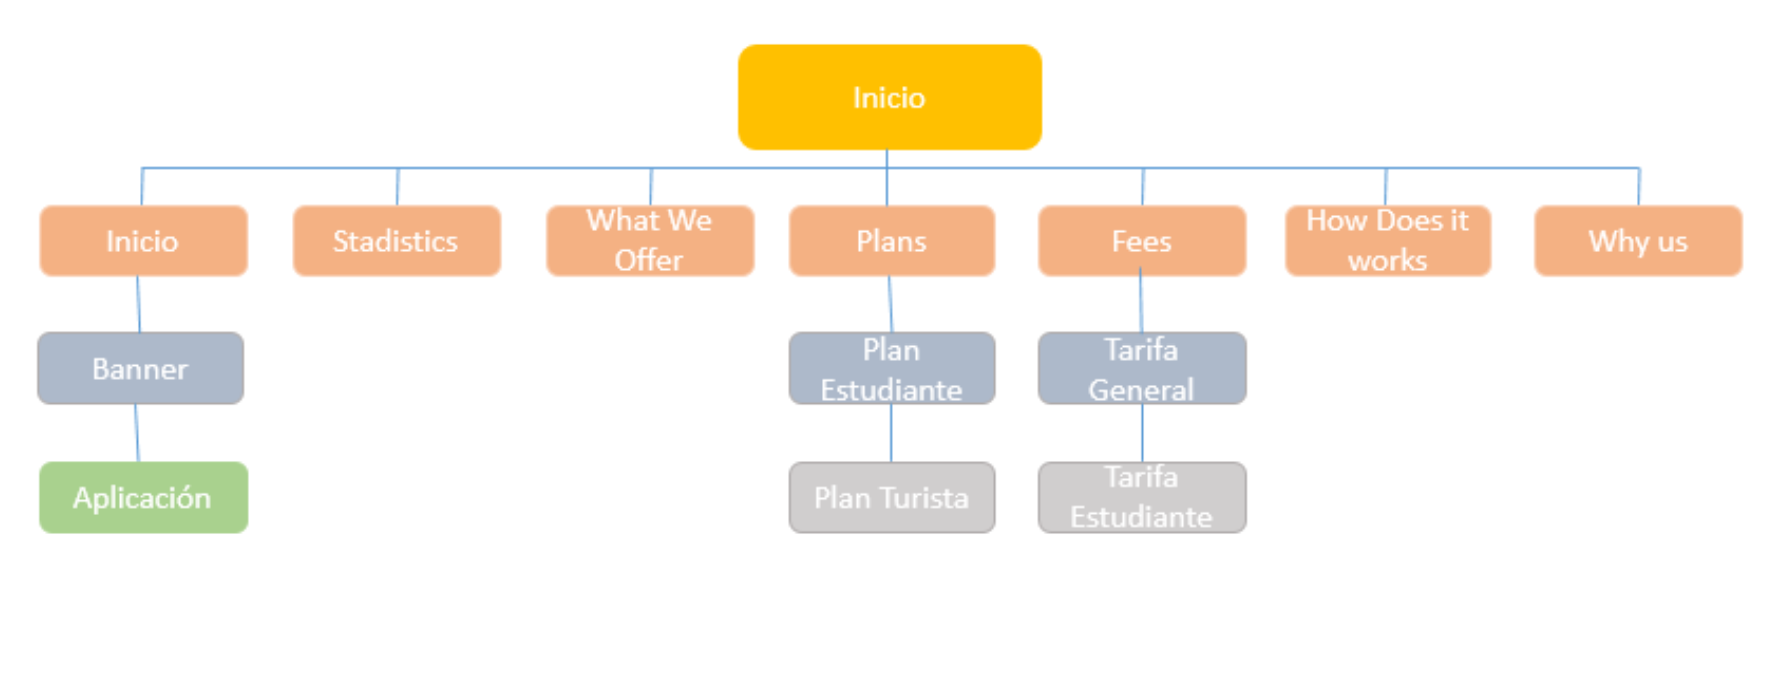 Inicio
Inicio
Stadistics
What We
Offer
Plans
Fees
How Does it
works
Why us
Banner
Plan
Estudiante
Tarifa
General
Aplicación
Plan Turista
Tarifa
Estudiante